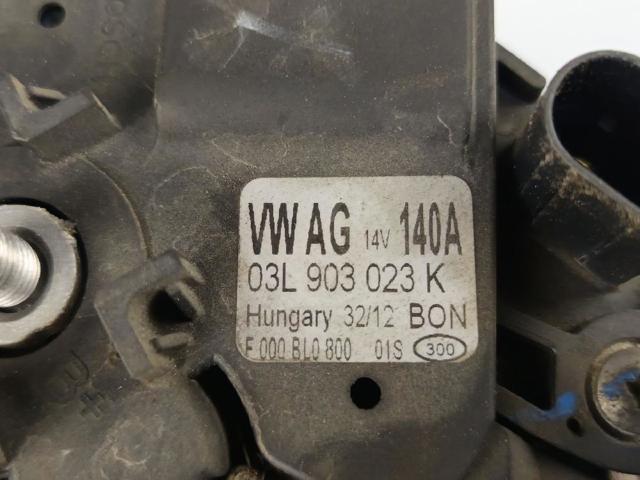 VW AG 14V 140A
03L 903 023 K
Hungary 32/12 BON
F 000 BL0 800 01S 300
B+